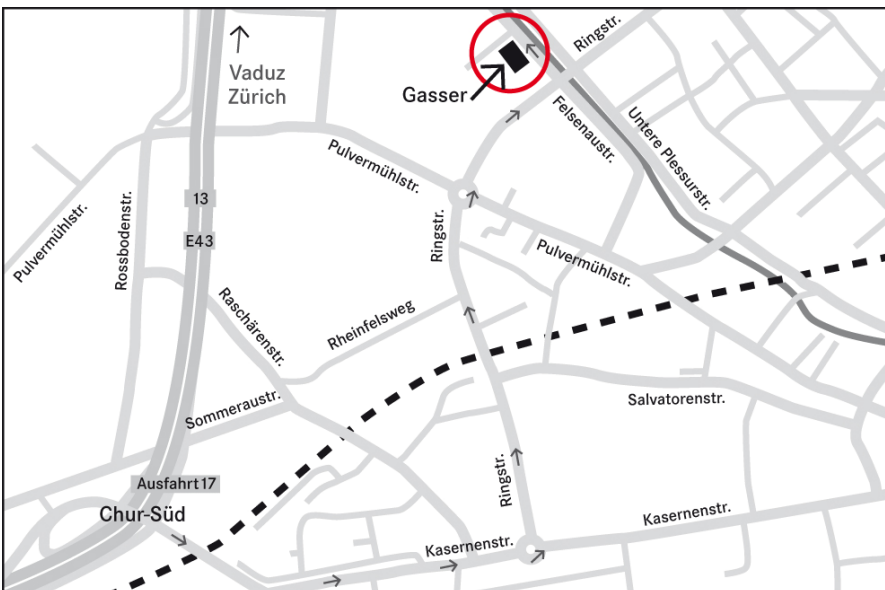 Ringstr.
Vaduz
Zürich
Gasser
Felsenaustr.
Untere Plessurstr.
Pulvermühlstr.
Pulvermühlstr.
Rossbodenstr.
13
E43
Ringstr.
Pulvermühlstr.
Raschärenstr.
Rheinfelsweg
Sommeraustr.
Salvatorenstr.
Ausfahrt 17
Chur-Süd
Ringstr.
Kasernenstr.
Kasernenstr.